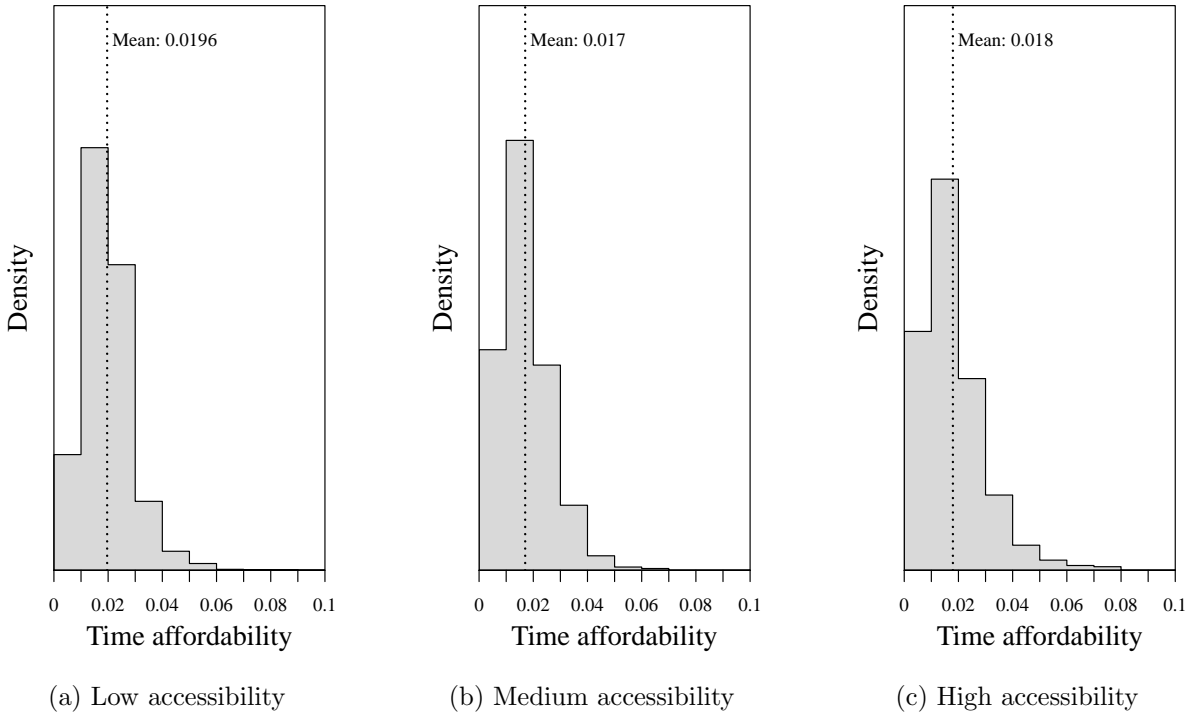 Mean: 0.0196
Density
0 0.02 0.04 0.06 0.08 0.1
Time affordability
(a) Low accessibility
Mean: 0.017
Density
0 0.02 0.04 0.06 0.08 0.1
Time affordability
(b) Medium accessibility
Mean: 0.018
Density
0 0.02 0.04 0.06 0.08 0.1
Time affordability
(c) High accessibility